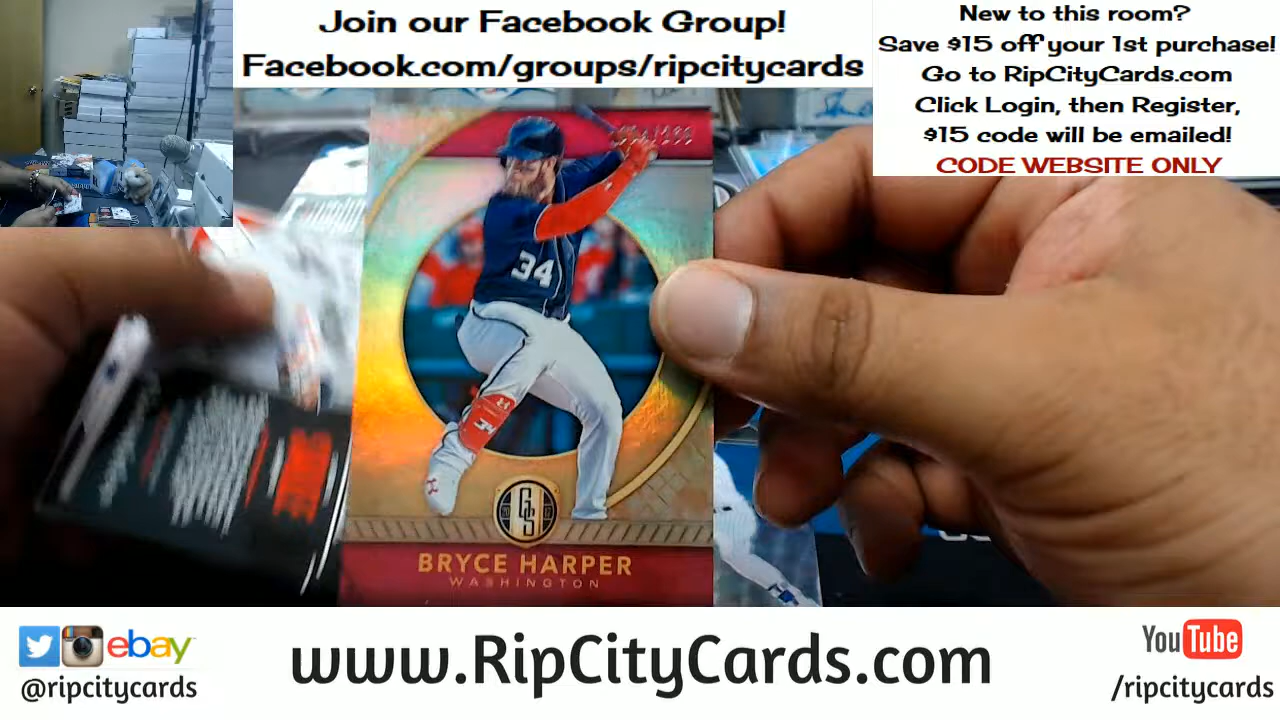 Join our Facebook Group!
Facebook.com/groups/ripcitycards
New to this room?
Save $15 off your 1st purchase!
Go to RipCityCards.com
Click Login, then Register,
$15 code will be emailed!
CODE WEBSITE ONLY
34
GS
BRYCE HARPER
WASHINGTON
ebay
@ripcitycards
www.RipCityCards.com
YouTube
/ripcitycards